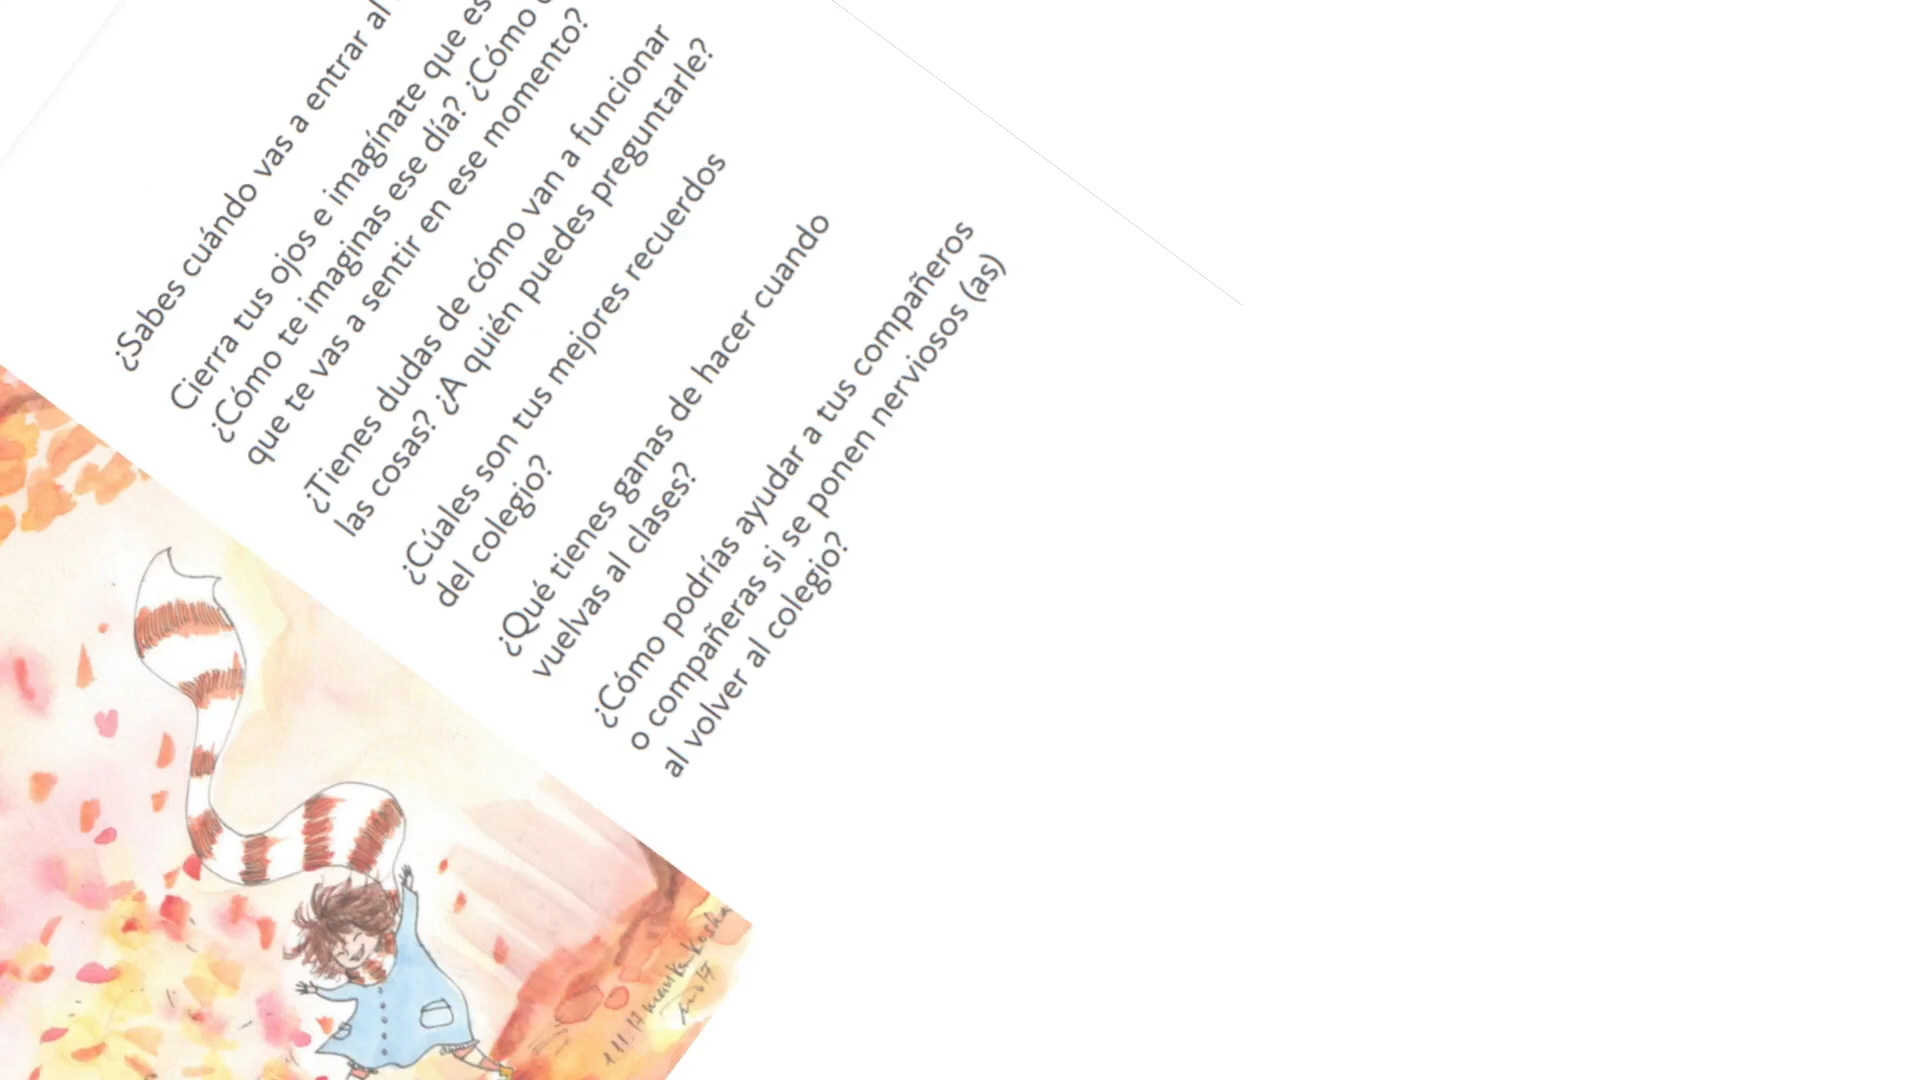 ¿Sabes cuándo vas a entrar al
Cierra tus ojos e imagínate que
¿Cómo te imaginas ese día? ¿Cómo
que te vas a sentir en ese momento?
¿Tienes dudas de cómo van a funcionar
las cosas? ¿A quién puedes preguntarle?
¿Cúales son tus mejores recuerdos
del colegio?
¿Qué tienes ganas de hacer cuando
vuelvas al clases?
¿Cómo podrías ayudar a tus compañeros
o compañeras si se ponen nerviosos (as)
al volver al colegio?
1.11.17